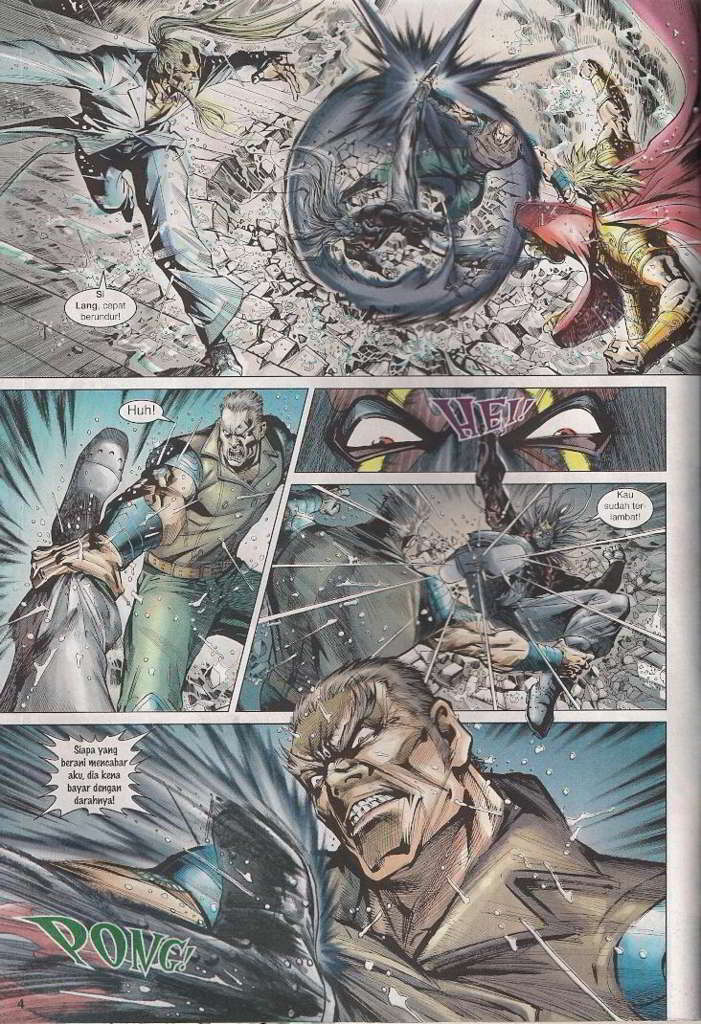 Si
Lang, cepat
berundur!
Huh!
HEI!
Kau
sudah ter-
lambat!
Siapa yang
berani mencabar
aku, dia kena
bayar dengan
darahnya!
PONG!
4